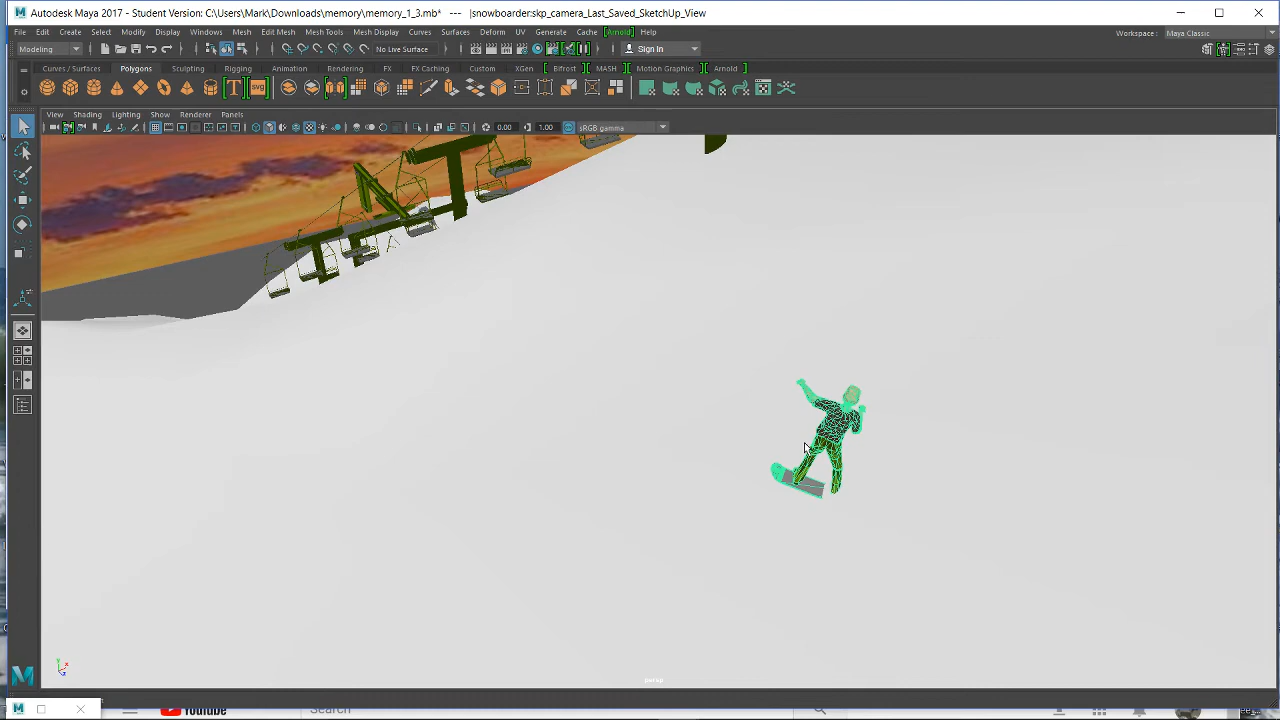 Autodesk Maya 2017 - Student Version: C:\Users\Mark\Downloads\memory\memory_1_3.mb* --- |snowboarder:skp_camera_Last_Saved_SketchUp_View
File Edit Create Select Modify Display Windows Mesh Edit Mesh Mesh Tools Mesh Display Curves Surfaces Deform UV Generate Cache [Arnold] Help
Workspace : Maya Classic
Modeling No Live Surface Sign In
Curves / Surfaces Polygons Sculpting Rigging Animation Rendering FX FX Caching Custom XGen Bifrost MASH Motion Graphics Arnold
T SVG
View Shading Lighting Show Renderer Panels
0.00 1.00 sRGB gamma
persp
YouTube Search